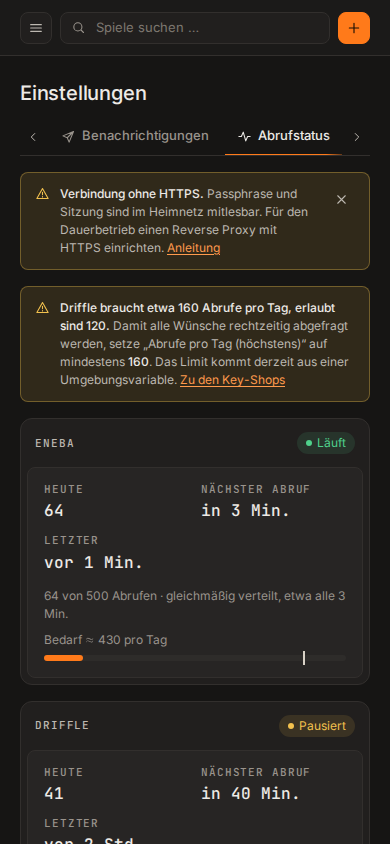 Spiele suchen ...
Einstellungen
Benachrichtigungen
Abrufstatus
Verbindung ohne HTTPS. Passphrase und
Sitzung sind im Heimnetz mitlesbar. Für den
Dauerbetrieb einen Reverse Proxy mit
HTTPS einrichten. Anleitung
Driffle braucht etwa 160 Abrufe pro Tag, erlaubt
sind 120. Damit alle Wünsche rechtzeitig abgefragt
werden, setze „Abrufe pro Tag (höchstens)“ auf
mindestens 160. Das Limit kommt derzeit aus einer
Umgebungsvariable. Zu den Key-Shops
ENEBA
Läuft
HEUTE
NÄCHSTER ABRUF
64
in 3 Min.
LETZTER
vor 1 Min.
64 von 500 Abrufen · gleichmäßig verteilt, etwa alle 3
Min.
Bedarf ≈ 430 pro Tag
DRIFFLE
Pausiert
HEUTE
NÄCHSTER ABRUF
41
in 40 Min.
LETZTER
vor 2 Std.